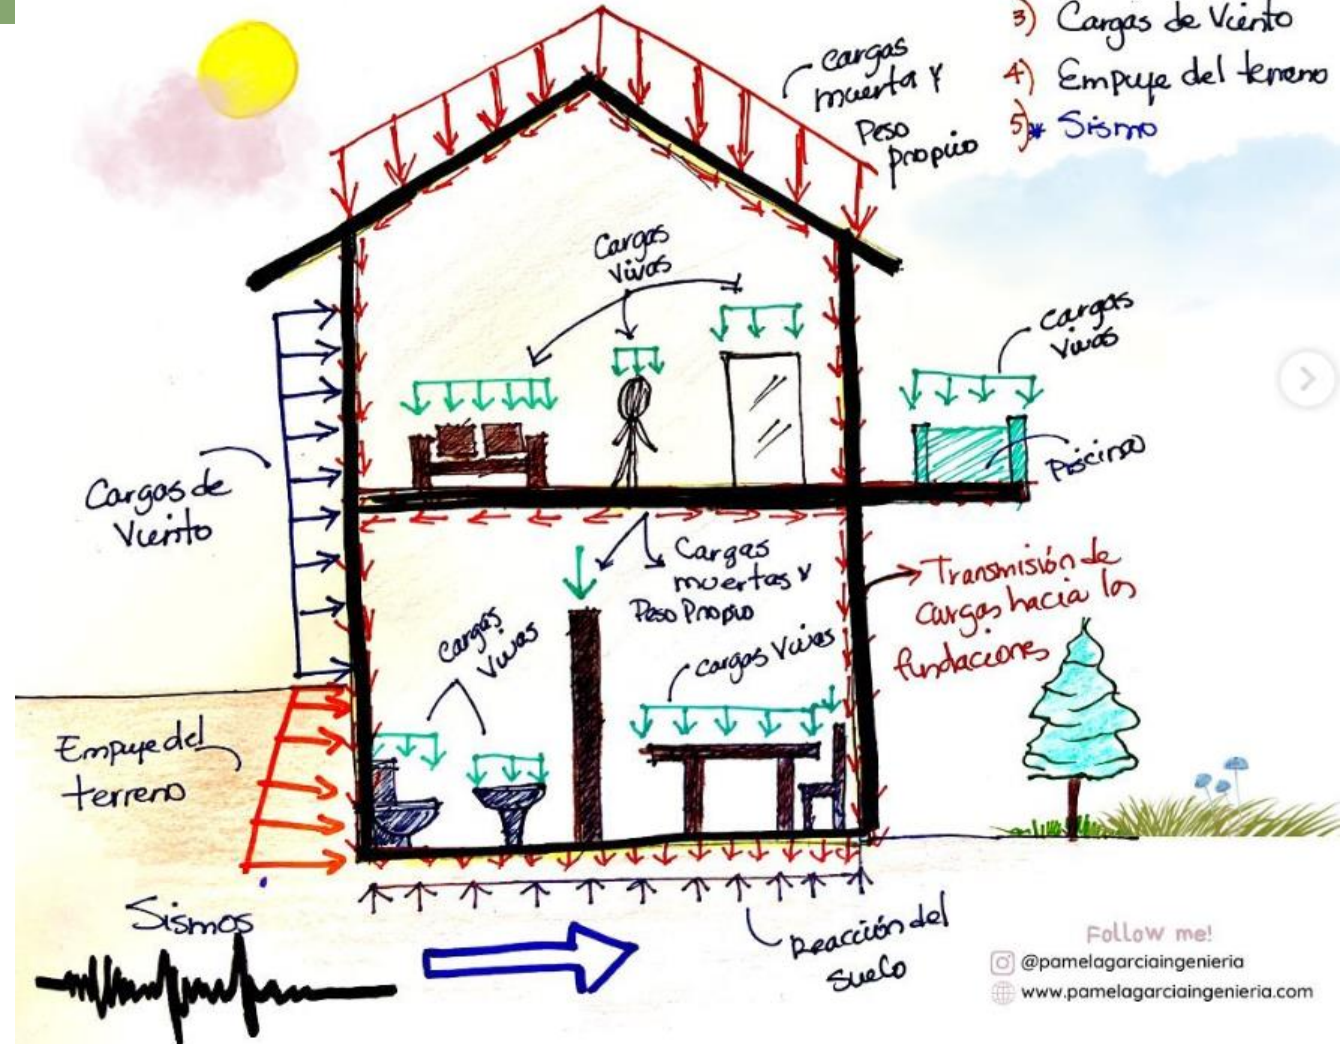 3) Cargas de Viento
4) Empuje del terreno
5)* Sismo
Cargas
muerta y
Peso
propio
Cargas
vivas
Cargas
vivas
Piscina
Cargas de
Viento
Cargas
muertas y
Peso Propio
Transmisión de
Cargas hacia las
fundaciones
Cargas
Vivas
Cargas Vivas
Empuje del
terreno
Sismos
Reacción del
suelo
Follow me!
@pamelagarciaingenieria
www.pamelagarciaingenieria.com